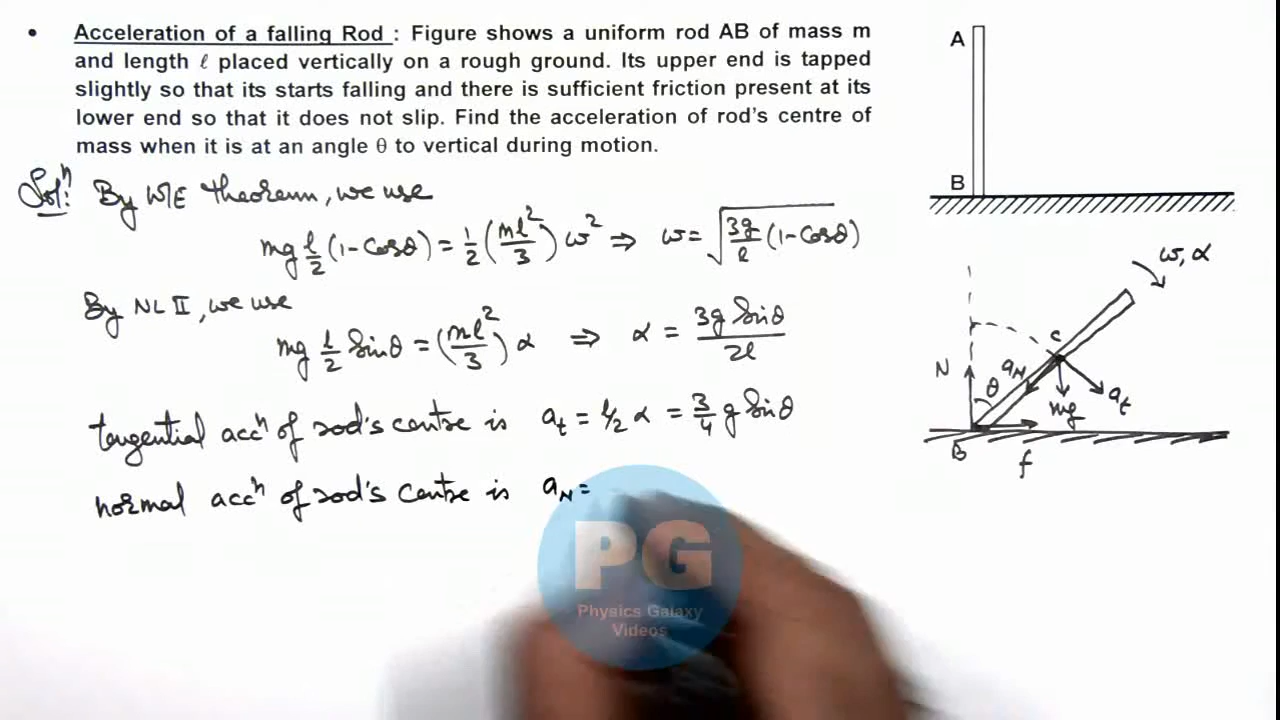 • Acceleration of a falling Rod : Figure shows a uniform rod AB of mass m
and length ℓ placed vertically on a rough ground. Its upper end is tapped
slightly so that its starts falling and there is sufficient friction present at its
lower end so that it does not slip. Find the acceleration of rod's centre of
mass when it is at an angle θ to vertical during motion.
A
B
Solⁿ: By W/E theorem, we use
mg l/2 (1-Cosθ) = 1/2 (ml²/3) ω² ⇒ ω = √(3g/l (1-Cosθ))
By NL II, we use
mg l/2 Sinθ = (ml²/3) α ⇒ α = 3g Sinθ/2l
tangential accⁿ of rod's centre is a_t = l/2 α = 3/4 g Sinθ
normal accⁿ of rod's centre is a_N =
ω, α
C
N
a_N
θ
a_t
mg
B
f
PG
Physics Galaxy
Videos